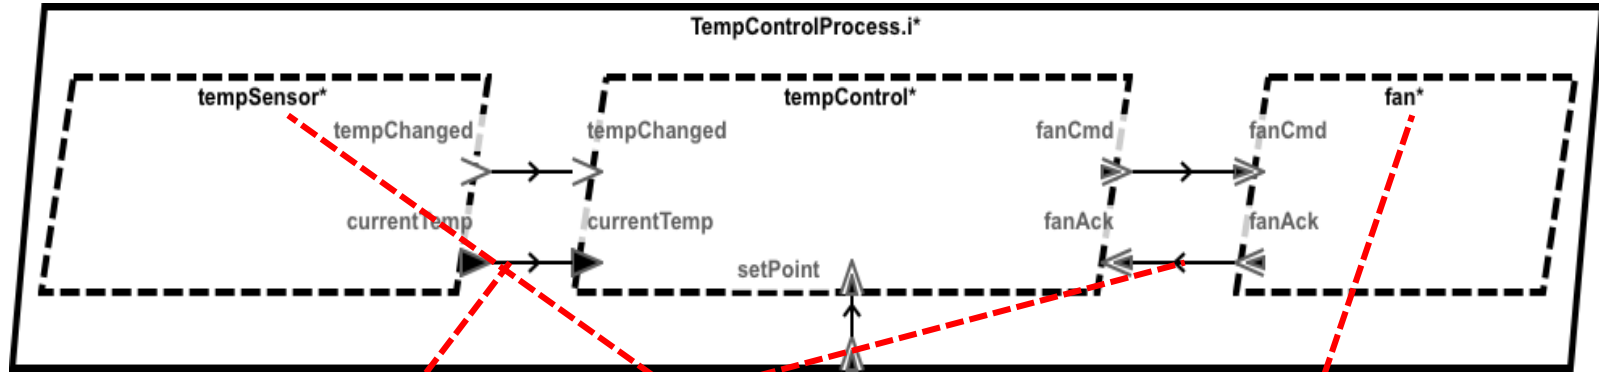 TempControlProcess.i*
tempSensor*
tempControl*
fan*
tempChanged
tempChanged
fanCmd
fanCmd
currentTemp
currentTemp
fanAck
fanAck
setPoint